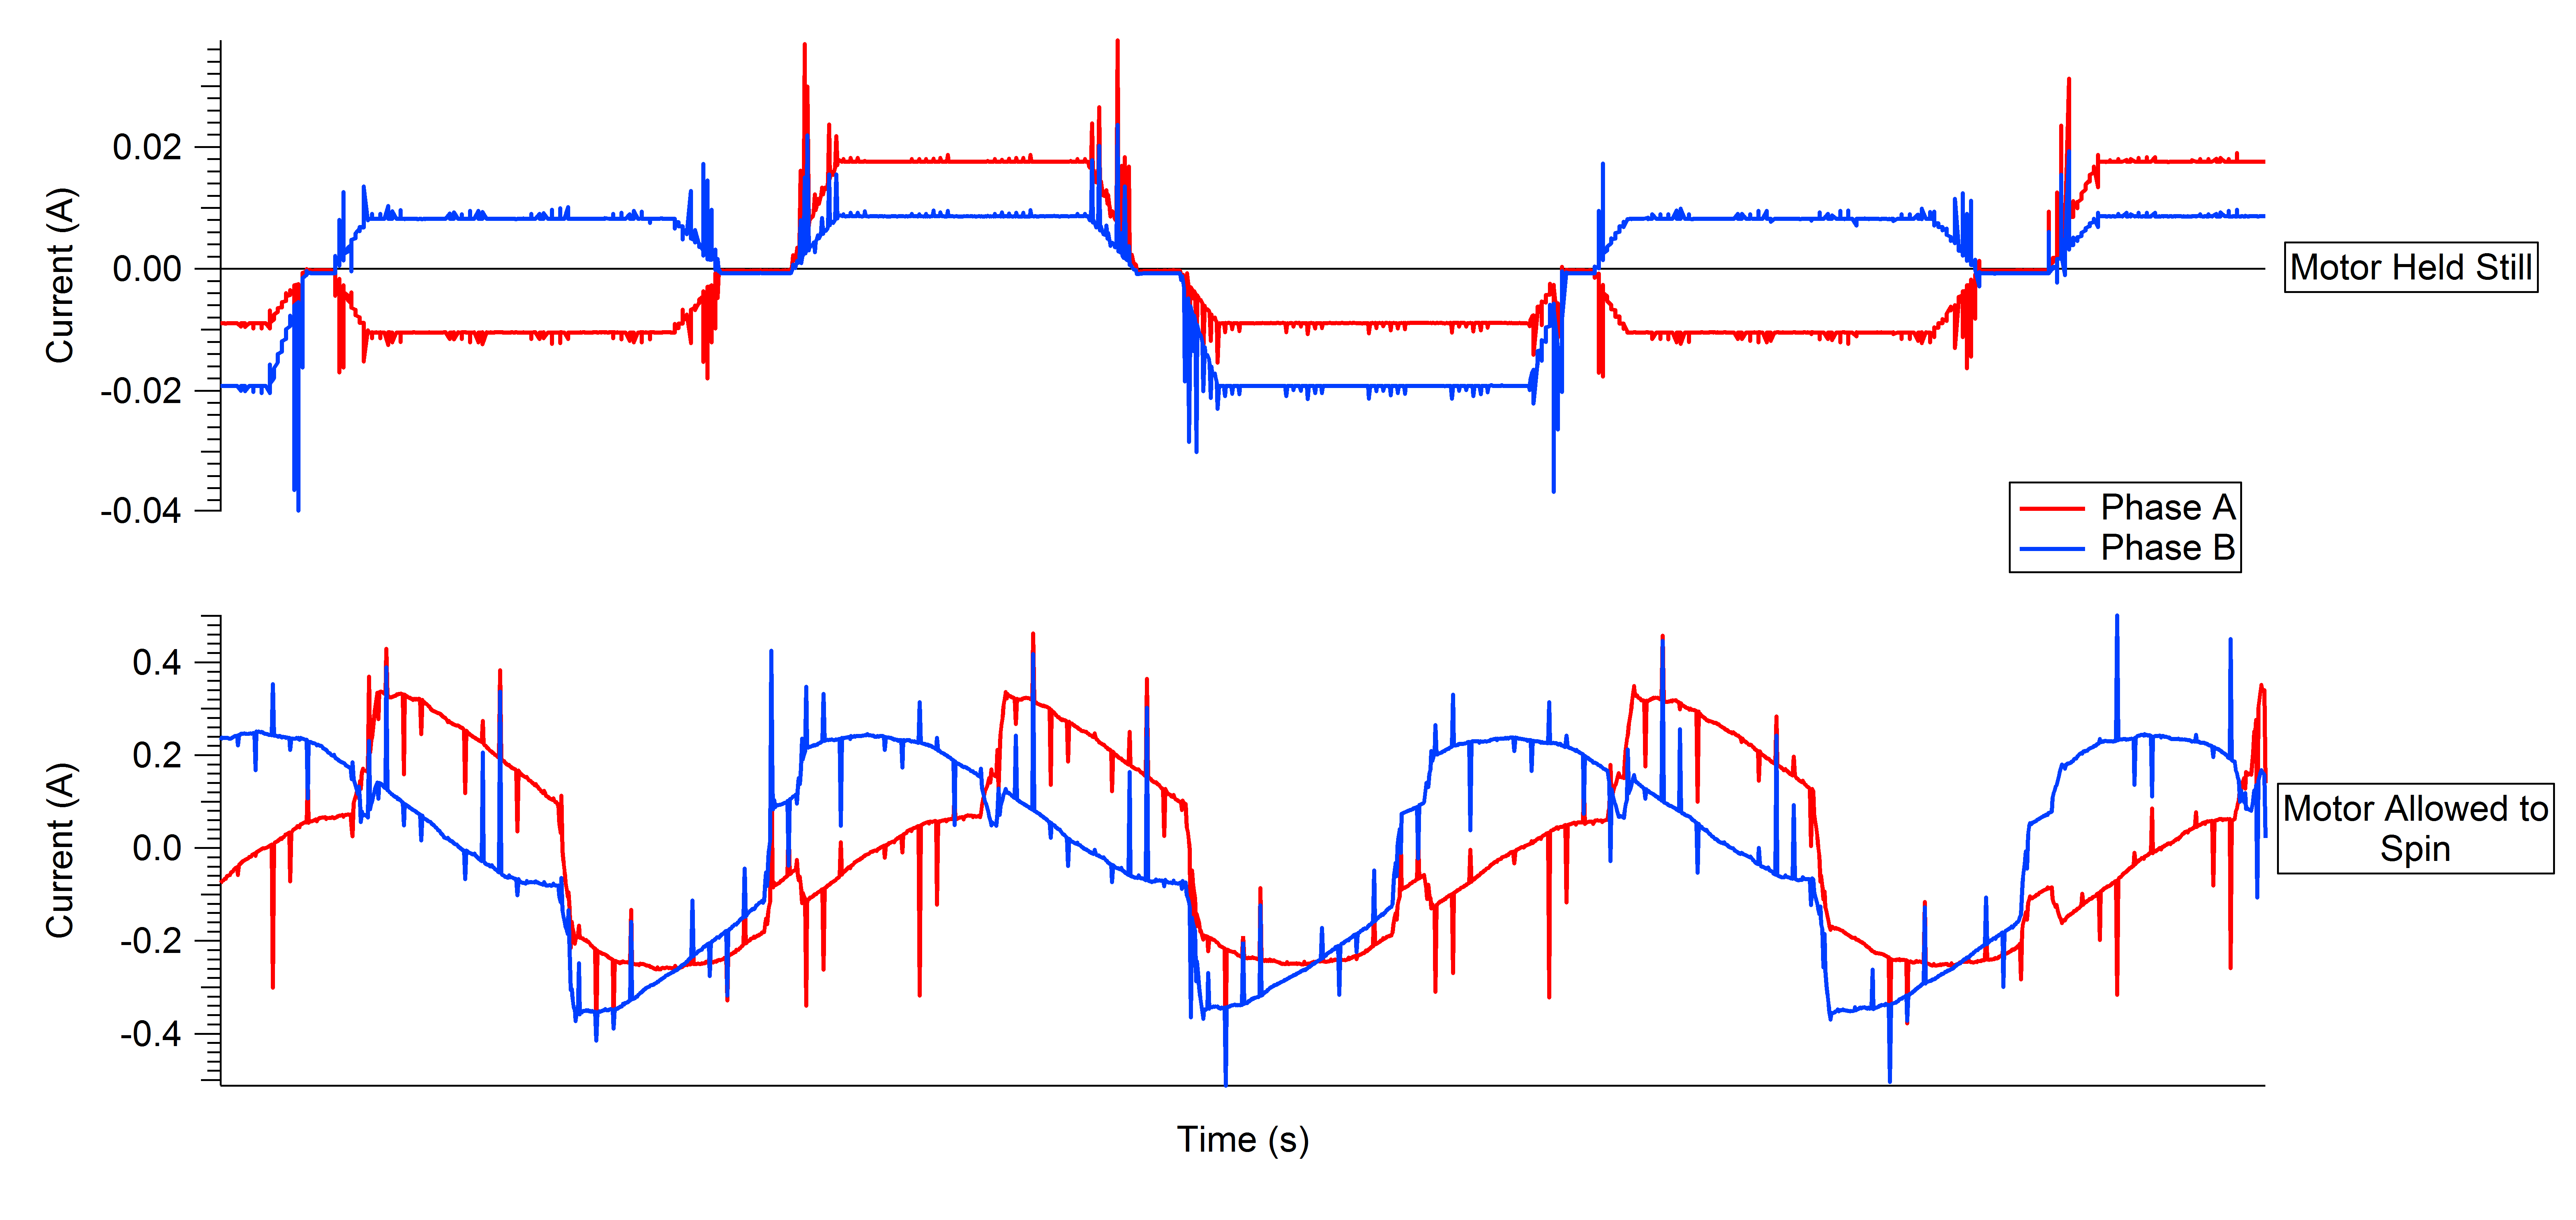 Current (A)
0.02
0.00
-0.02
-0.04
Motor Held Still
Phase A
Phase B
Current (A)
0.4
0.2
0.0
-0.2
-0.4
Motor Allowed to
Spin
Time (s)